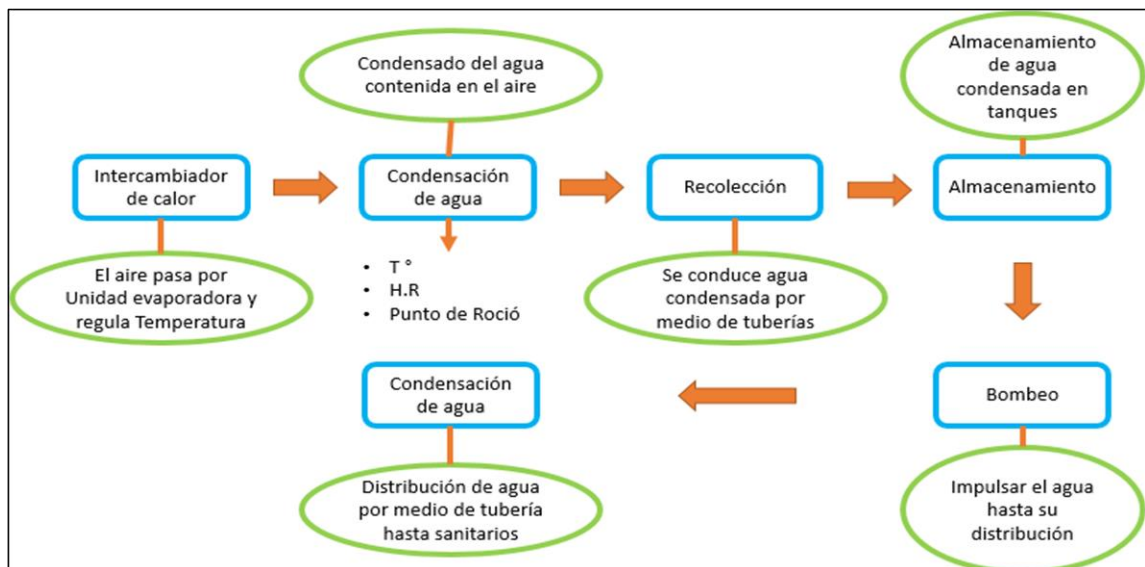 Condensado del agua
contenida en el aire
Almacenamiento
de agua
condensada en
tanques
Intercambiador
de calor
Condensación
de agua
Recolección
Almacenamiento
El aire pasa por
Unidad evaporadora y
regula Temperatura
• T °
• H.R
• Punto de Roció
Se conduce agua
condensada por
medio de tuberías
Condensación
de agua
Bombeo
Distribución de agua
por medio de tubería
hasta sanitarios
Impulsar el agua
hasta su
distribución